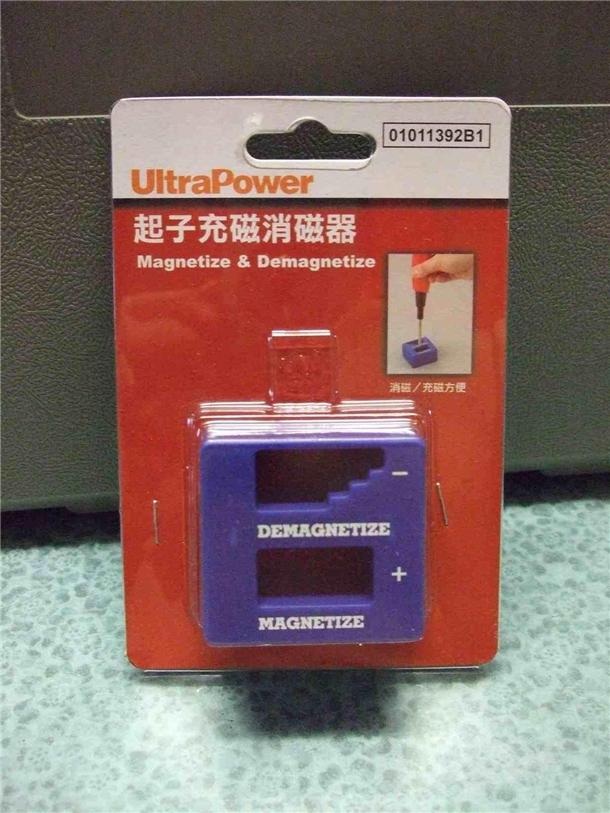 01011392B1
UltraPower
起子充磁消磁器
Magnetize & Demagnetize
消磁/充磁方便
−
DEMAGNETIZE
+
MAGNETIZE